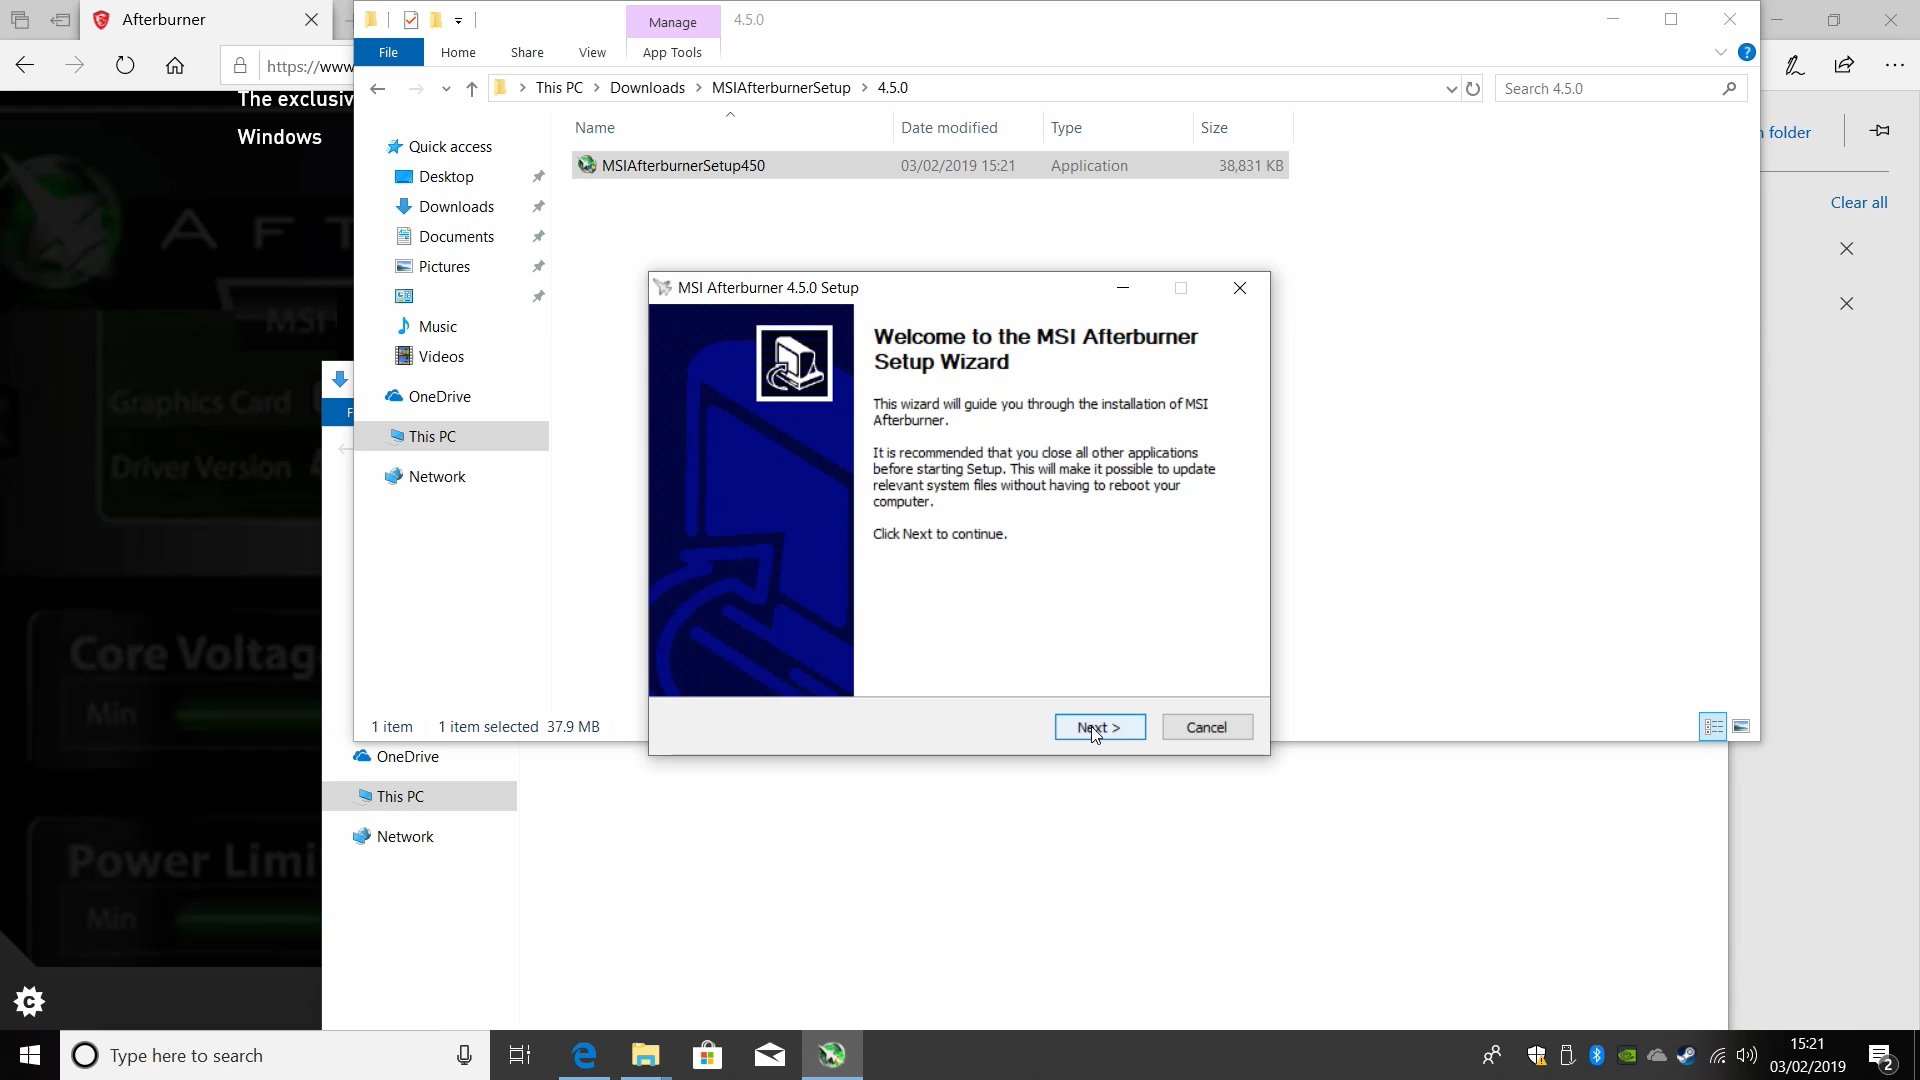 Afterburner
https://www
The exclusiv
Windows
AFT
MSI
Graphics Card
Driver Version
Core Voltag
Min
Power Limi
Min
Manage
4.5.0
File
Home
Share
View
App Tools
This PC > Downloads > MSIAfterburnerSetup > 4.5.0
Search 4.5.0
Name
Date modified
Type
Size
MSIAfterburnerSetup450
03/02/2019 15:21
Application
38,831 KB
Quick access
Desktop
Downloads
Documents
Pictures
Music
Videos
OneDrive
This PC
Network
1 item
1 item selected 37.9 MB
MSI Afterburner 4.5.0 Setup
Welcome to the MSI Afterburner
Setup Wizard
This wizard will guide you through the installation of MSI
Afterburner.
It is recommended that you close all other applications
before starting Setup. This will make it possible to update
relevant system files without having to reboot your
computer.
Click Next to continue.
Next >
Cancel
F
OneDrive
This PC
Network
folder
Clear all
Type here to search
15:21
03/02/2019
2